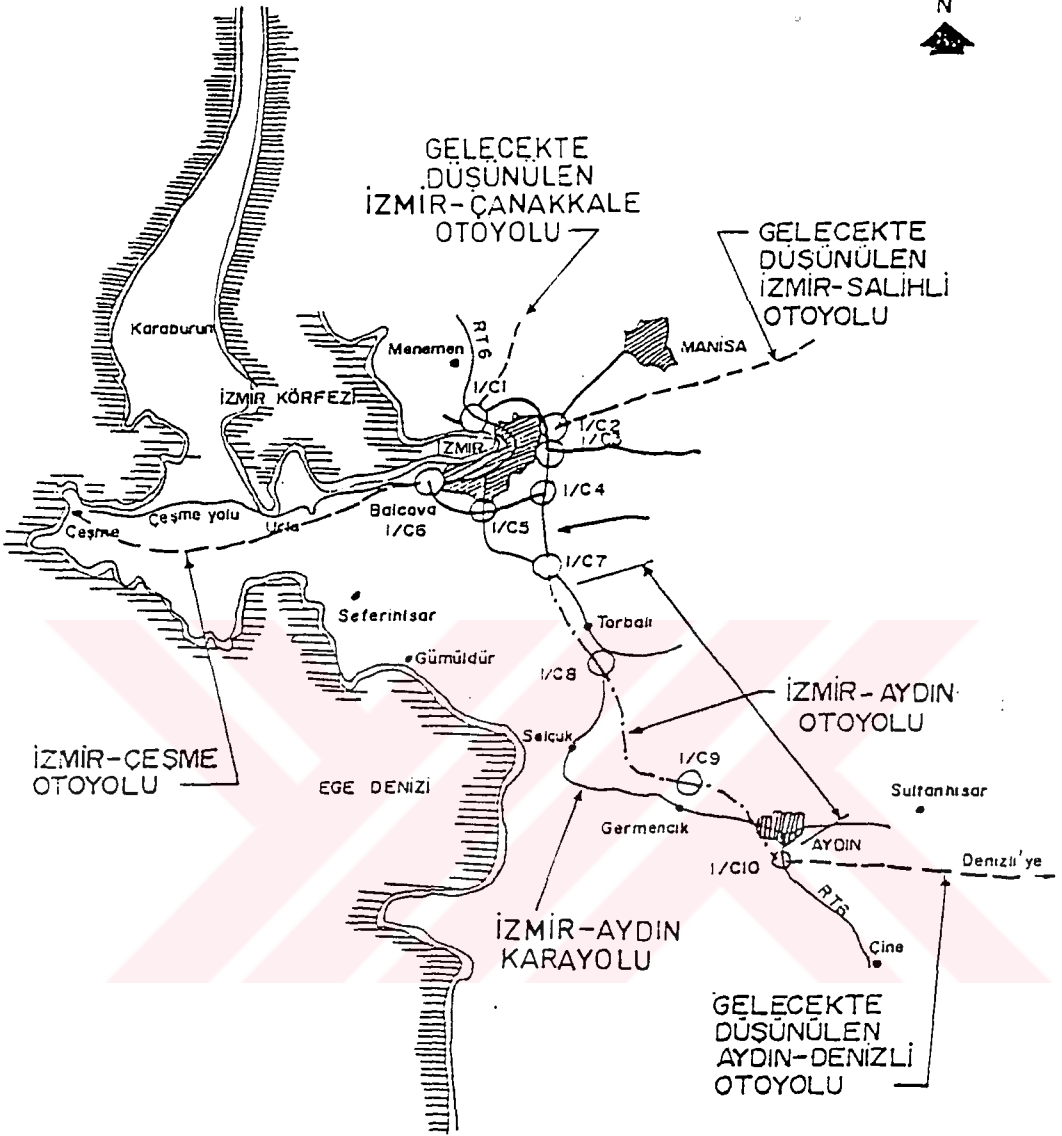 N
GELECEKTE
DÜŞÜNÜLEN
İZMİR-ÇANAKKALE
OTOYOLU
GELECEKTE
DÜŞÜNÜLEN
İZMİR-SALİHLİ
OTOYOLU
Karaburun
Menemen
RT6
MANİSA
I/C1
İZMİR KÖRFEZİ
I/C2
I/C3
İZMİR
I/C4
Balcova
I/C6
I/C5
Çeşme yolu
Urla
Çeşme
I/C7
Seferihisar
Torbalı
Gümüldür
I/C8
İZMİR-AYDIN
OTOYOLU
Selçuk
İZMİR-ÇEŞME
OTOYOLU
EGE DENİZİ
I/C9
Sultanhisar
Germencik
AYDIN
I/C10
Denizli'ye
RT6
İZMİR-AYDIN
KARAYOLU
Çine
GELECEKTE
DÜŞÜNÜLEN
AYDIN-DENİZLİ
OTOYOLU